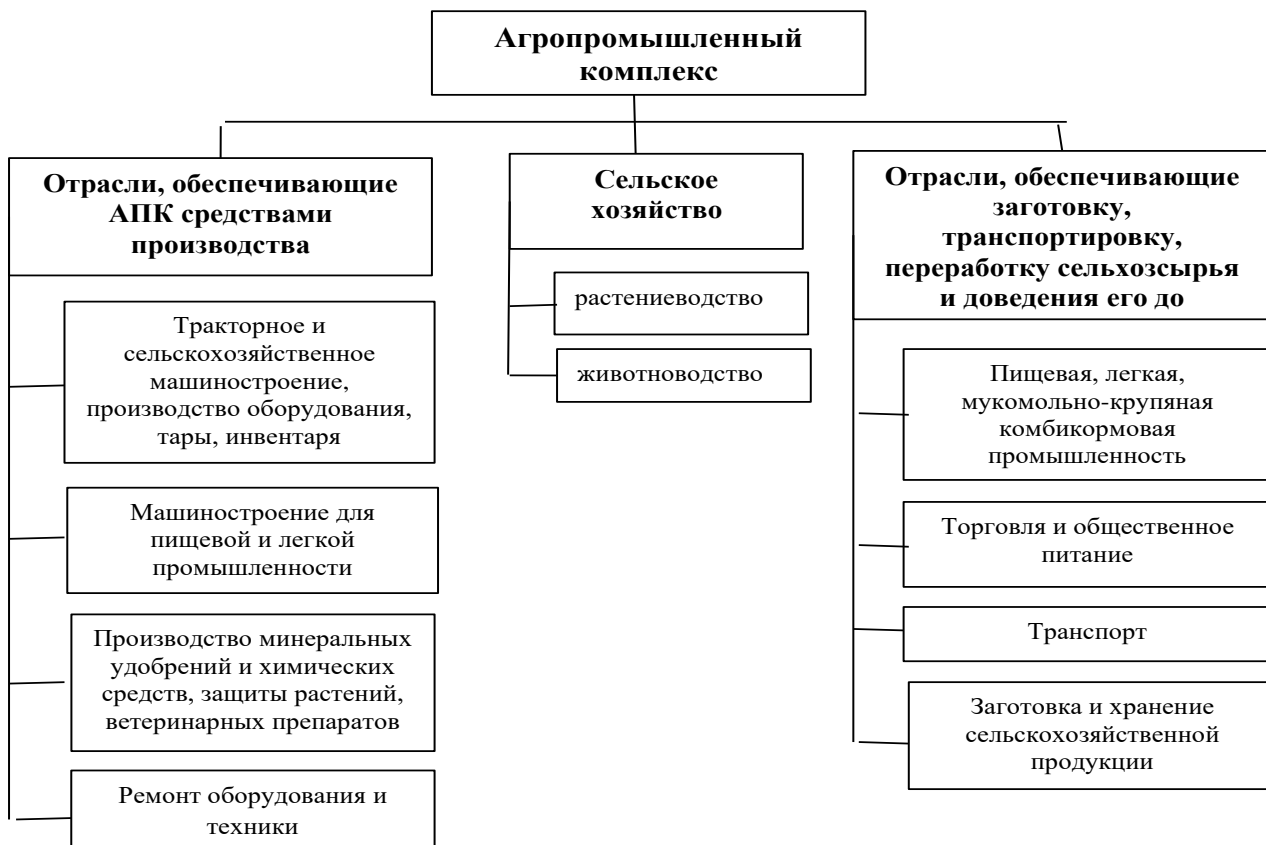 Агропромышленный
комплекс
Отрасли, обеспечивающие
АПК средствами
производства
Тракторное и
сельскохозяйственное
машиностроение,
производство оборудования,
тары, инвентаря
Машиностроение для
пищевой и легкой
промышленности
Производство минеральных
удобрений и химических
средств, защиты растений,
ветеринарных препаратов
Ремонт оборудования и
техники
Сельское
хозяйство
растениеводство
животноводство
Отрасли, обеспечивающие
заготовку,
транспортировку,
переработку сельхозсырья
и доведения его до
Пищевая, легкая,
мукомольно-крупяная
комбикормовая
промышленность
Торговля и общественное
питание
Транспорт
Заготовка и хранение
сельскохозяйственной
продукции